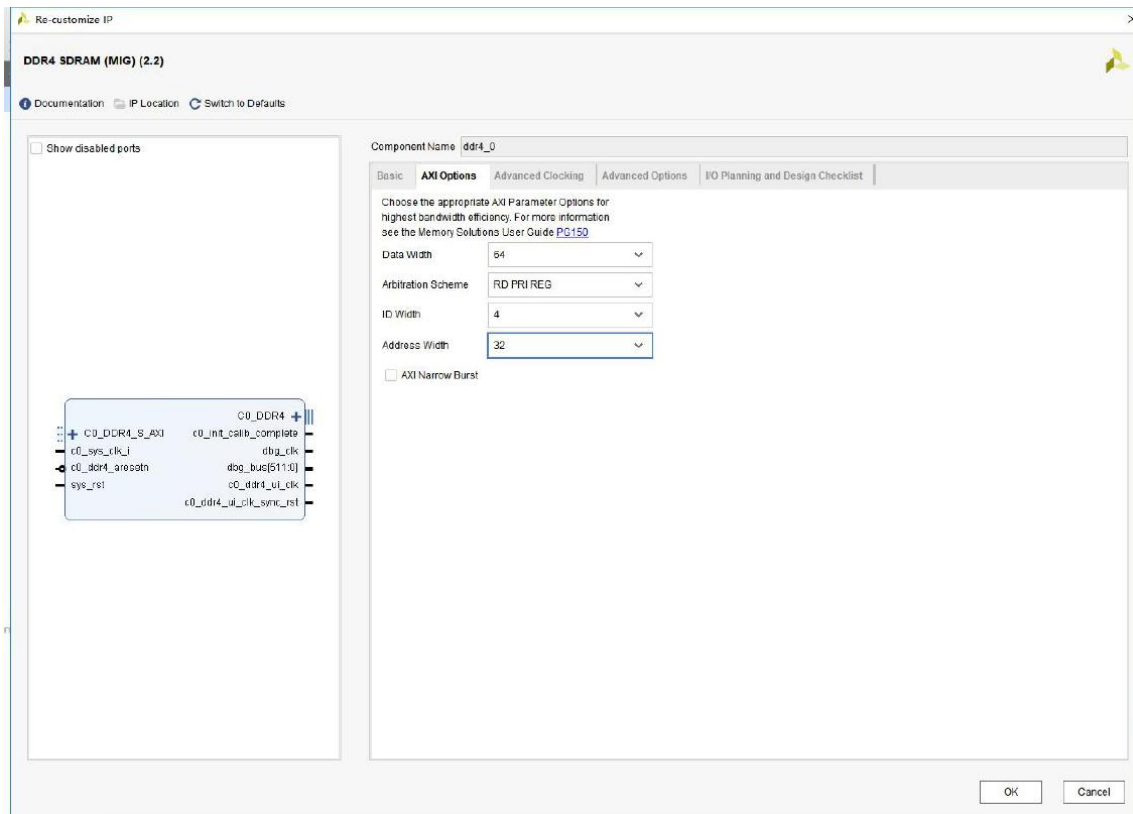 Re-customize IP
DDR4 SDRAM (MIG) (2.2)
Documentation IP Location Switch to Defaults
Show disabled ports
C0_DDR4
C0_DDR4_S_AXI c0_init_calib_complete
c0_sys_clk_i dbg_clk
c0_ddr4_aresetn dbg_bus[511:0]
sys_rst c0_ddr4_ui_clk
c0_ddr4_ui_clk_sync_rst
Component Name ddr4_0
Basic AXI Options Advanced Clocking Advanced Options I/O Planning and Design Checklist
Choose the appropriate AXI Parameter Options for
highest bandwidth efficiency. For more information
see the Memory Solutions User Guide PG150
Data Width 64
Arbitration Scheme RD PRI REG
ID Width 4
Address Width 32
AXI Narrow Burst
OK Cancel